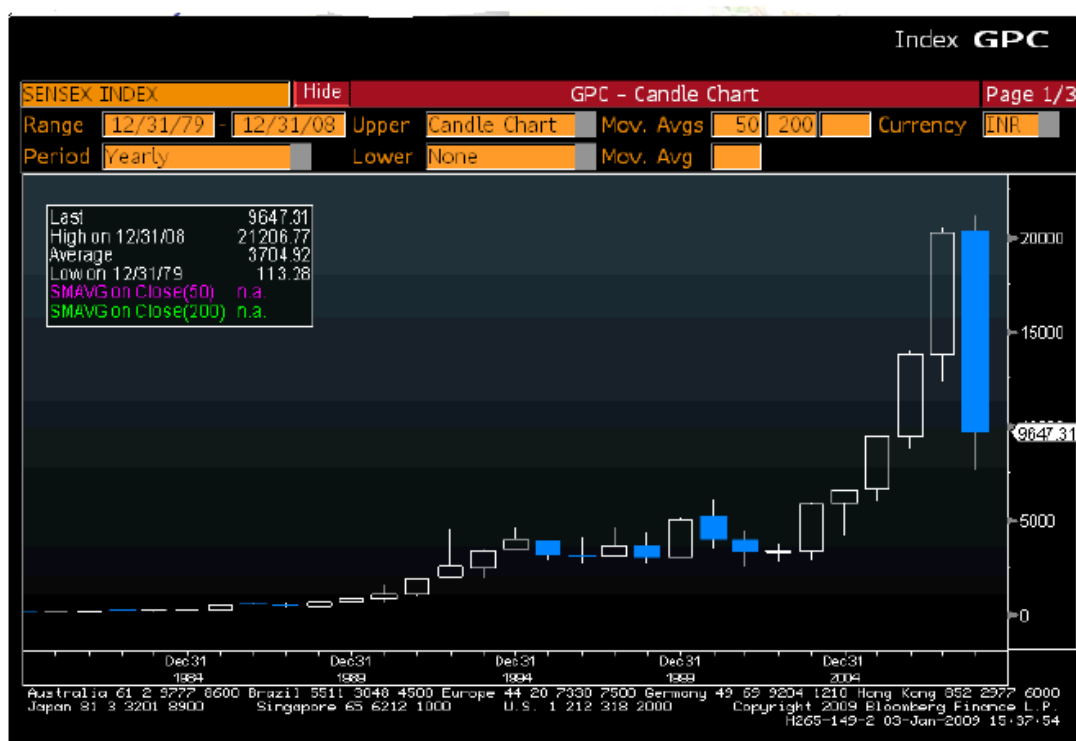 Index GPC
SENSEX INDEX Hide GPC - Candle Chart Page 1/3
Range 12/31/79 - 12/31/08 Upper Candle Chart Mov. Avgs 50 200 Currency INR
Period Yearly Lower None Mov. Avg
Last 9647.31
High on 12/31/08 21206.77
Average 3704.92
Low on 12/31/79 113.28
SMAVG on Close(50) n.a.
SMAVG on Close(200) n.a.
20000
15000
9647.31
5000
0
Dec31 Dec31 Dec31 Dec31 Dec31
1984 1989 1994 1999 2004
Australia 61 2 9777 8600 Brazil 5511 3048 4500 Europe 44 20 7330 7500 Germany 49 69 9204 1210 Hong Kong 852 2977 6000
Japan 81 3 3201 8900 Singapore 65 6212 1000 U.S. 1 212 318 2000 Copyright 2009 Bloomberg Finance L.P.
H265-149-2 03-Jan-2009 15:37:54